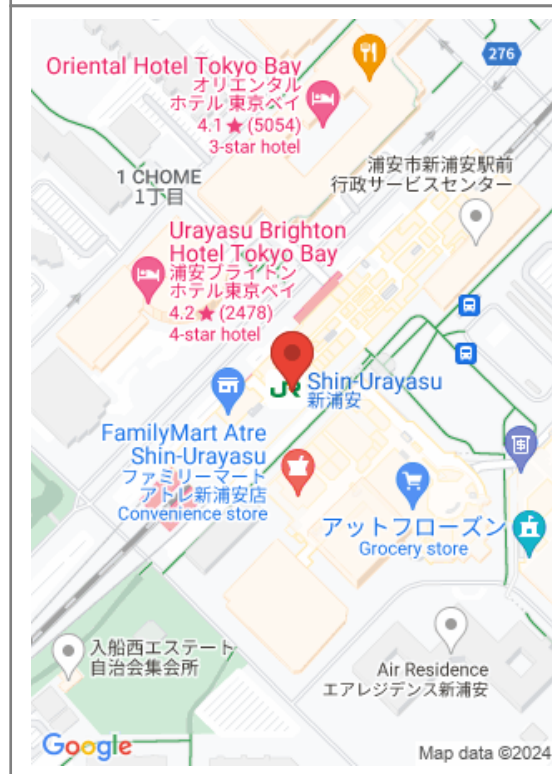 Oriental Hotel Tokyo Bay
オリエンタル
ホテル 東京ベイ
4.1 ★ (5054)
3-star hotel
276
1 CHOME
1丁目
浦安市新浦安駅前
行政サービスセンター
Urayasu Brighton
Hotel Tokyo Bay
浦安ブライトン
ホテル東京ベイ
4.2 ★ (2478)
4-star hotel
JR Shin-Urayasu
新浦安
FamilyMart Atre
Shin-Urayasu
ファミリーマート
アトレ新浦安店
Convenience store
アットフローズン
Grocery store
入船西エステート
自治会集会所
Air Residence
エアレジデンス新浦安
Google
Map data ©2024